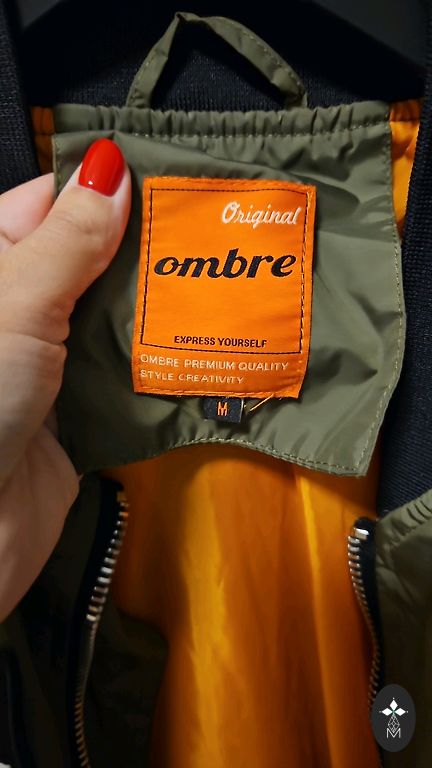 Original
ombre
EXPRESS YOURSELF
OMBRE PREMIUM QUALITY
STYLE CREATIVITY
M
M